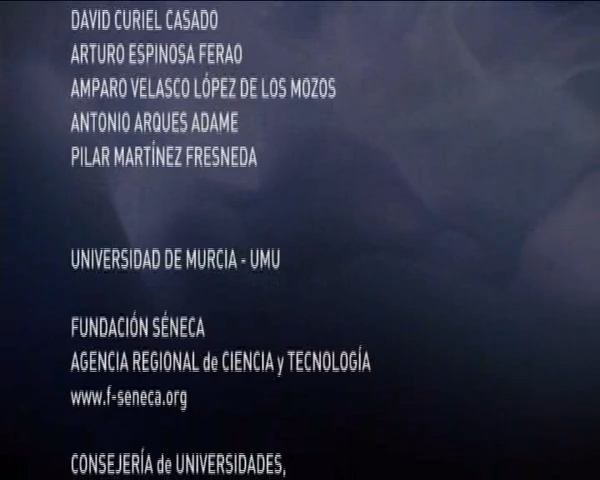 DAVID CURIEL CASADO
ARTURO ESPINOSA FERAO
AMPARO VELASCO LÓPEZ DE LOS MOZOS
ANTONIO ARQUES ADAME
PILAR MARTÍNEZ FRESNEDA
UNIVERSIDAD DE MURCIA - UMU
FUNDACIÓN SÉNECA
AGENCIA REGIONAL de CIENCIA y TECNOLOGÍA
www.f-seneca.org
CONSEJERÍA de UNIVERSIDADES,